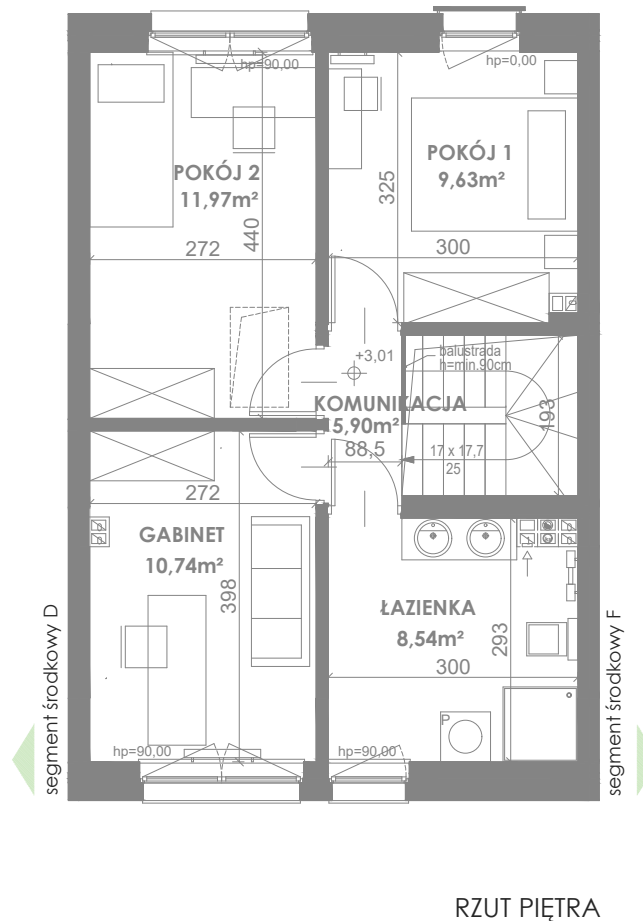 hp=90,00
hp=0,00
POKÓJ 2
11,97m²
POKÓJ 1
9,63m²
325
440
272
300
+3,01
balustrada
h=min.90cm
KOMUNIKACJA
5,90m²
193
88,5
17 x 17,7
25
272
GABINET
10,74m²
398
ŁAZIENKA
8,54m²
293
300
P
hp=90,00
hp=90,00
segment środkowy D
segment środkowy F
RZUT PIĘTRA